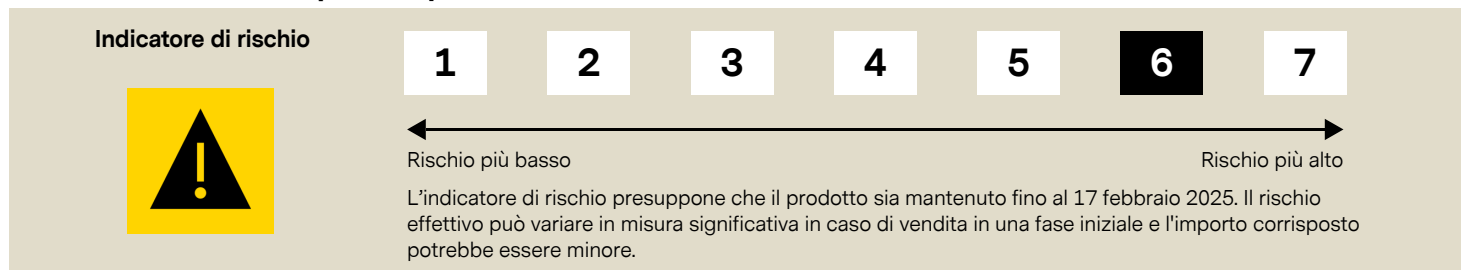 Indicatore di rischio
1 2 3 4 5 6 7
Rischio più basso Rischio più alto
L'indicatore di rischio presuppone che il prodotto sia mantenuto fino al 17 febbraio 2025. Il rischio
effettivo può variare in misura significativa in caso di vendita in una fase iniziale e l'importo corrisposto
potrebbe essere minore.